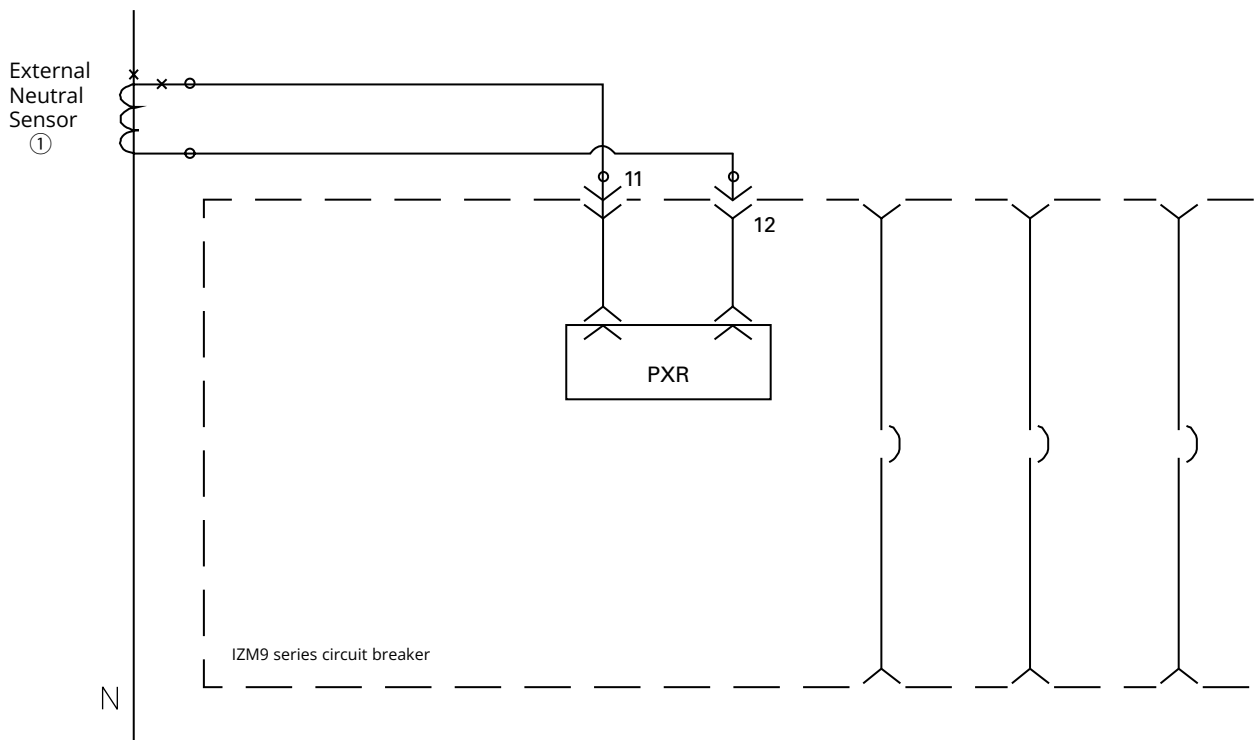 External
Neutral
Sensor
①
11
12
PXR
IZM9 series circuit breaker
N